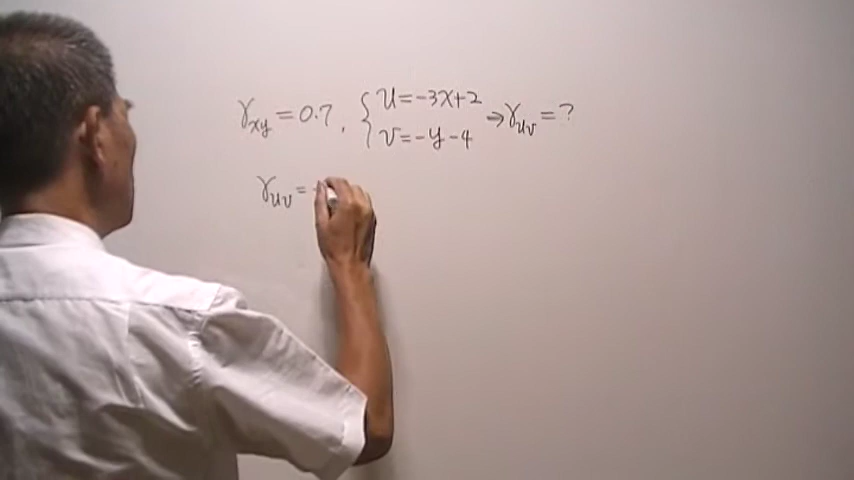 γxy = 0.7, { u = -3x+2 ⇒ γuv = ?
v = -y-4
γuv =